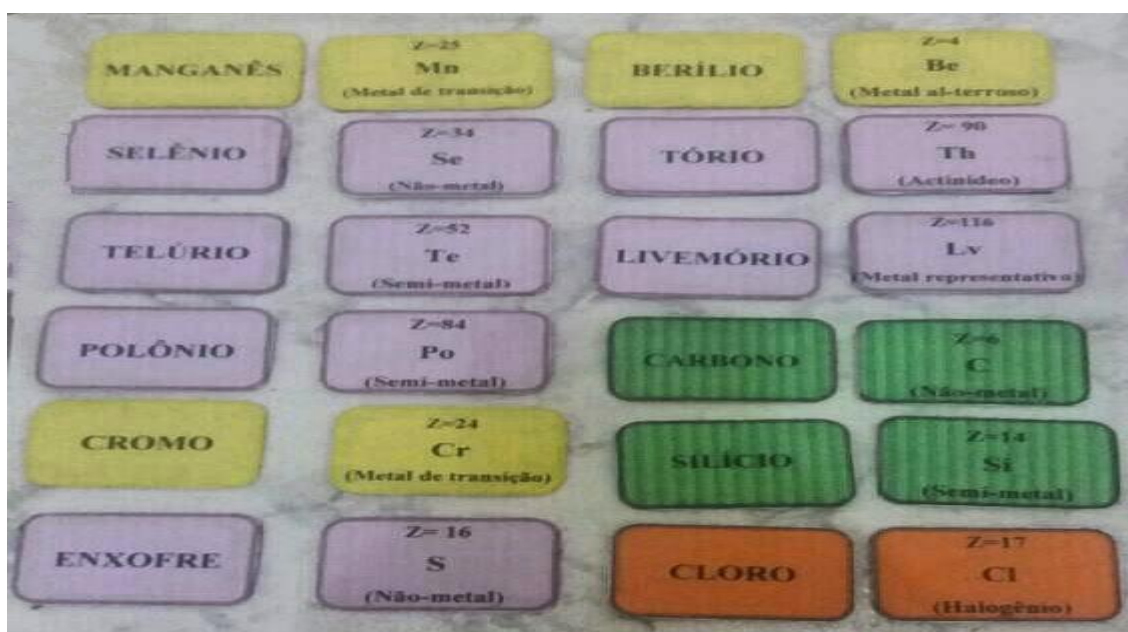 MANGANÊS
Z=25
Mn
(Metal de transição)
BERÍLIO
Z=4
Be
(Metal al-terroso)
SELÊNIO
Z=34
Se
(Não-metal)
TÓRIO
Z= 90
Th
(Actinídeo)
TELÚRIO
Z=52
Te
(Semi-metal)
LIVEMÓRIO
Z=116
Lv
(Metal representativo)
POLÔNIO
Z=84
Po
(Semi-metal)
CARBONO
Z=6
C
(Não-metal)
CROMO
Z=24
Cr
(Metal de transição)
SILÍCIO
Z=14
Si
(Semi-metal)
ENXOFRE
Z= 16
S
(Não-metal)
CLORO
Z=17
Cl
(Halogênio)